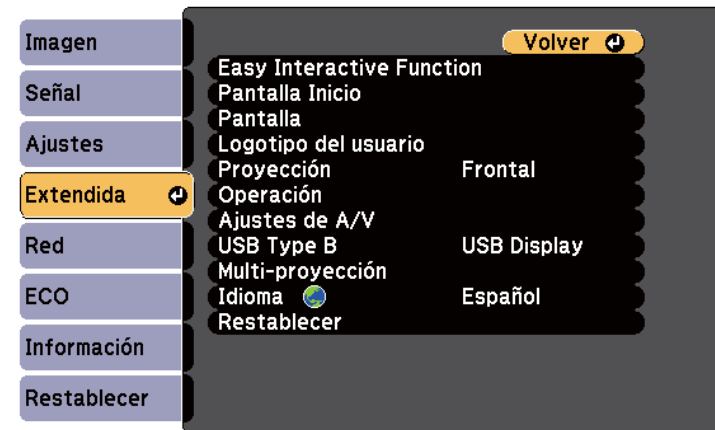 Imagen
Señal
Ajustes
Extendida
Red
ECO
Información
Restablecer
Volver
Easy Interactive Function
Pantalla Inicio
Pantalla
Logotipo del usuario
Proyección Frontal
Operación
Ajustes de A/V
USB Type B USB Display
Multi-proyección
Idioma Español
Restablecer